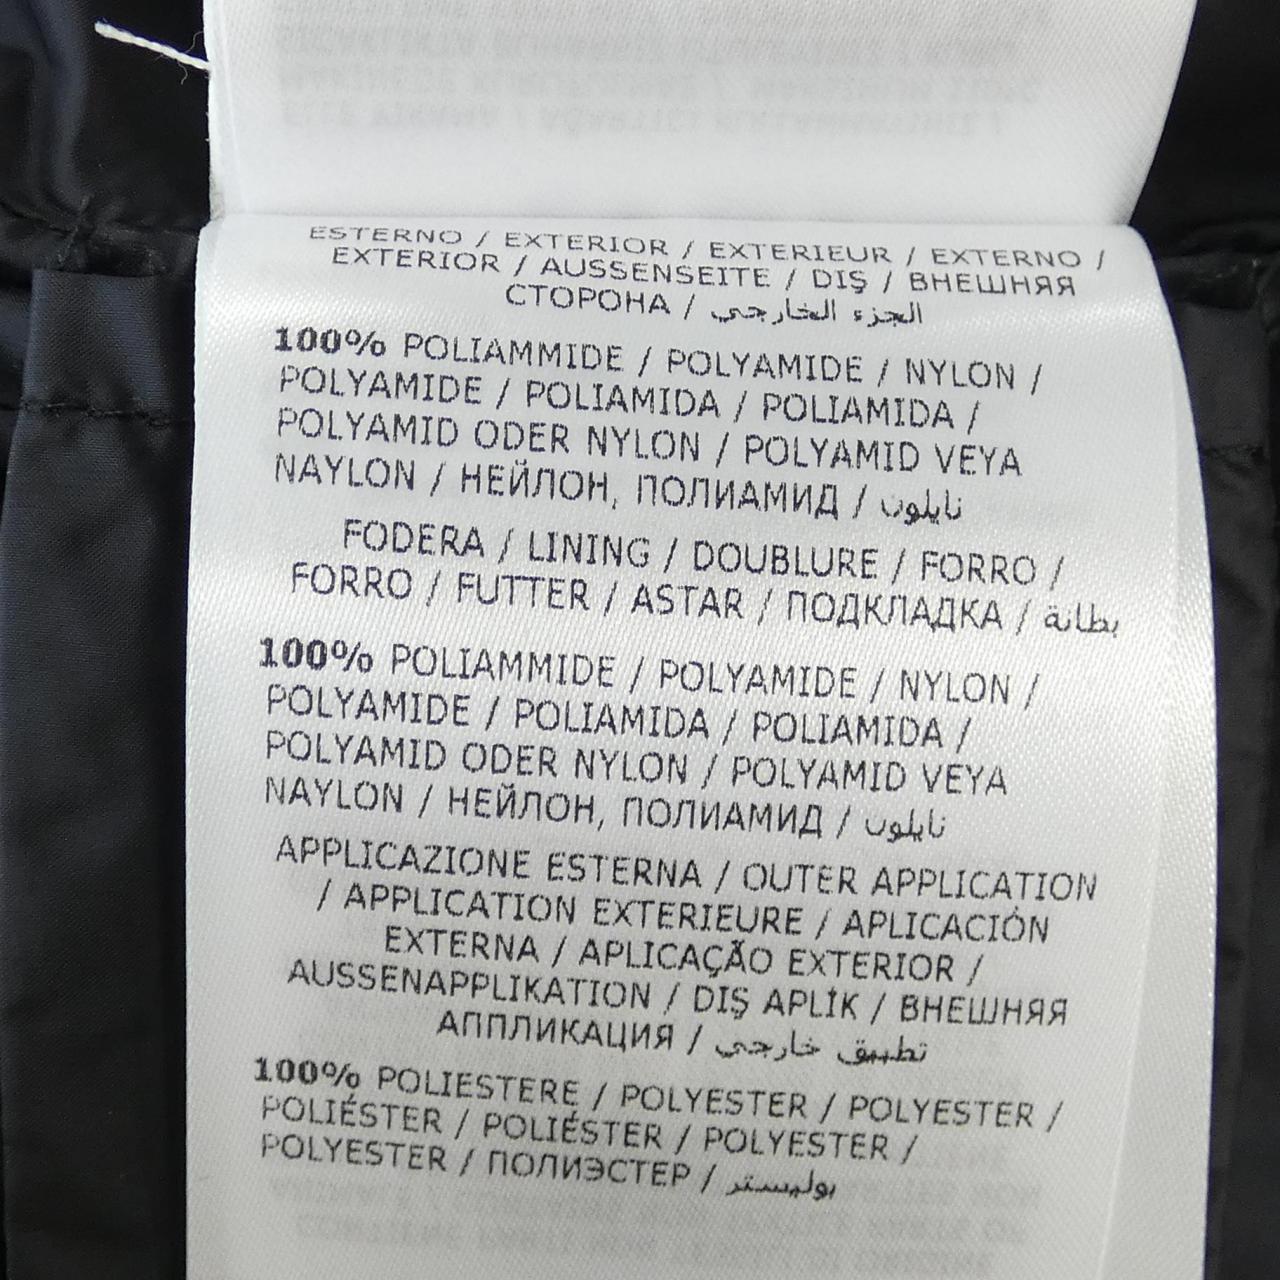 ESTERNO / EXTERIOR / EXTERIEUR / EXTERNO /
EXTERIOR / AUSSENSEITE / DIŞ / ВНЕШНЯЯ
СТОРОНА / الجزء الخارجي
100% POLIAMMIDE / POLYAMIDE / NYLON /
POLYAMIDE / POLIAMIDA / POLIAMIDA /
POLYAMID ODER NYLON / POLYAMID VEYA
NAYLON / НЕЙЛОН, ПОЛИАМИД / نايلون
FODERA / LINING / DOUBLURE / FORRO /
FORRO / FUTTER / ASTAR / ПОДКЛАДКА / بطانة
100% POLIAMMIDE / POLYAMIDE / NYLON /
POLYAMIDE / POLIAMIDA / POLIAMIDA /
POLYAMID ODER NYLON / POLYAMID VEYA
NAYLON / НЕЙЛОН, ПОЛИАМИД / نايلون
APPLICAZIONE ESTERNA / OUTER APPLICATION
/ APPLICATION EXTERIEURE / APLICACIÓN
EXTERNA / APLICAÇÃO EXTERIOR /
AUSSENAPPLIKATION / DIŞ APLİK / ВНЕШНЯЯ
АППЛИКАЦИЯ / تطبيق خارجي
100% POLIESTERE / POLYESTER / POLYESTER /
POLIÉSTER / POLIÉSTER / POLYESTER /
POLYESTER / ПОЛИЭСТЕР / بوليستر